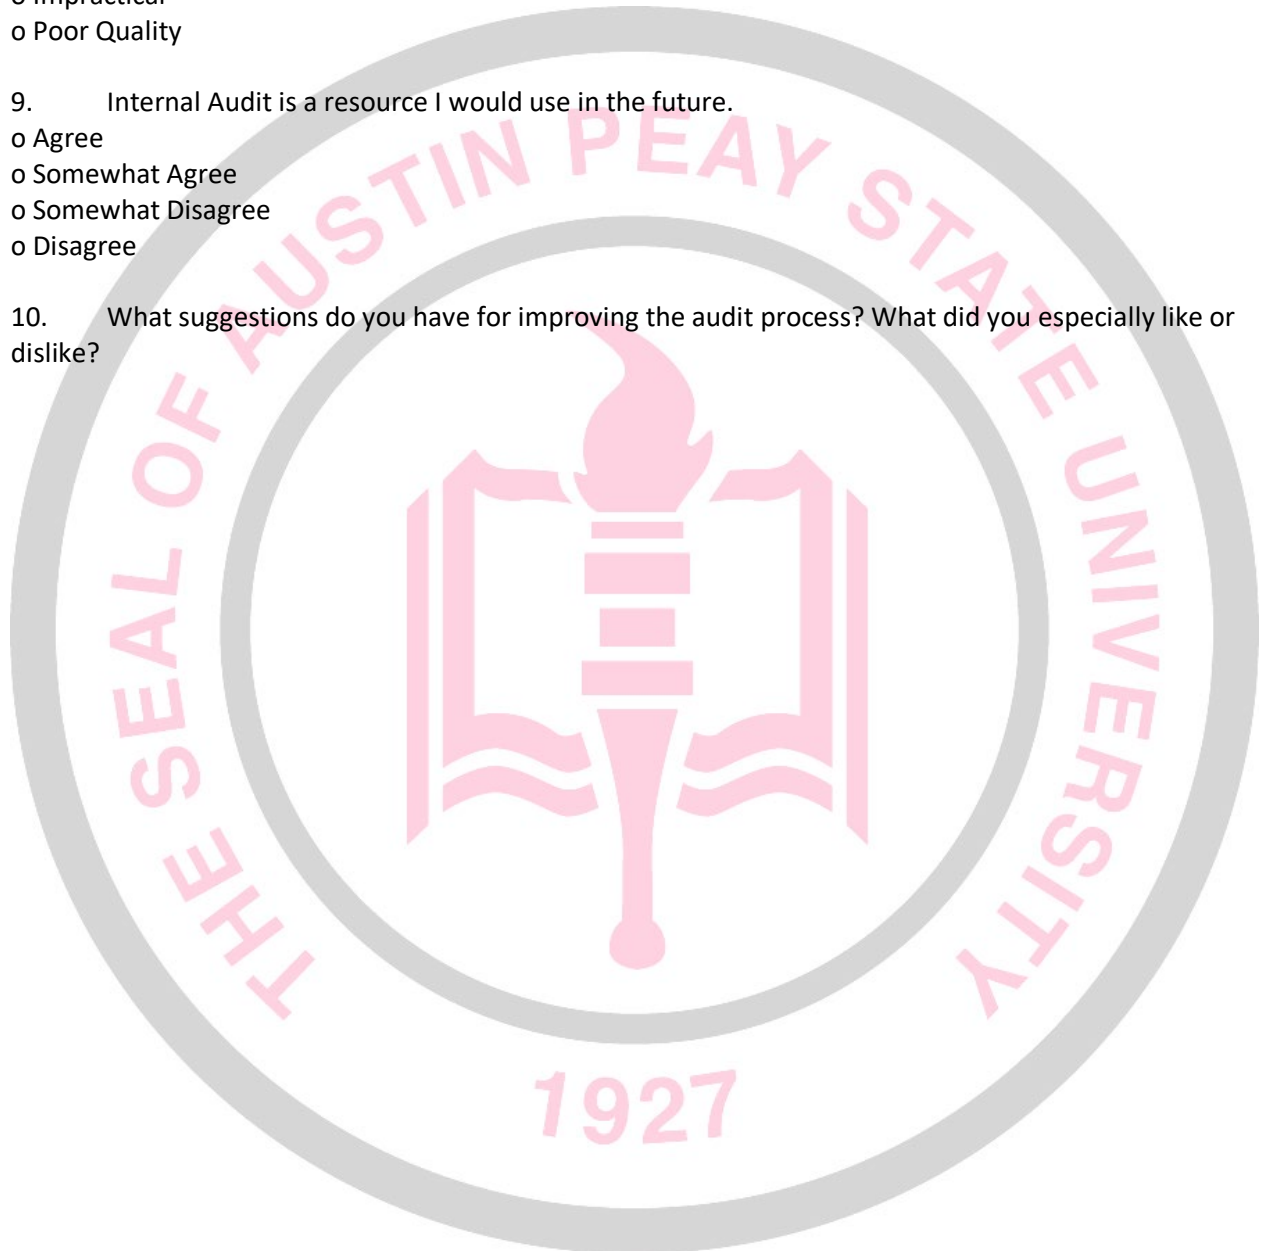 o Impractical
o Poor Quality
9. Internal Audit is a resource I would use in the future.
o Agree
o Somewhat Agree
o Somewhat Disagree
o Disagree
10. What suggestions do you have for improving the audit process? What did you especially like or
dislike?
THE SEAL OF AUSTIN PEAY STATE UNIVERSITY
1927